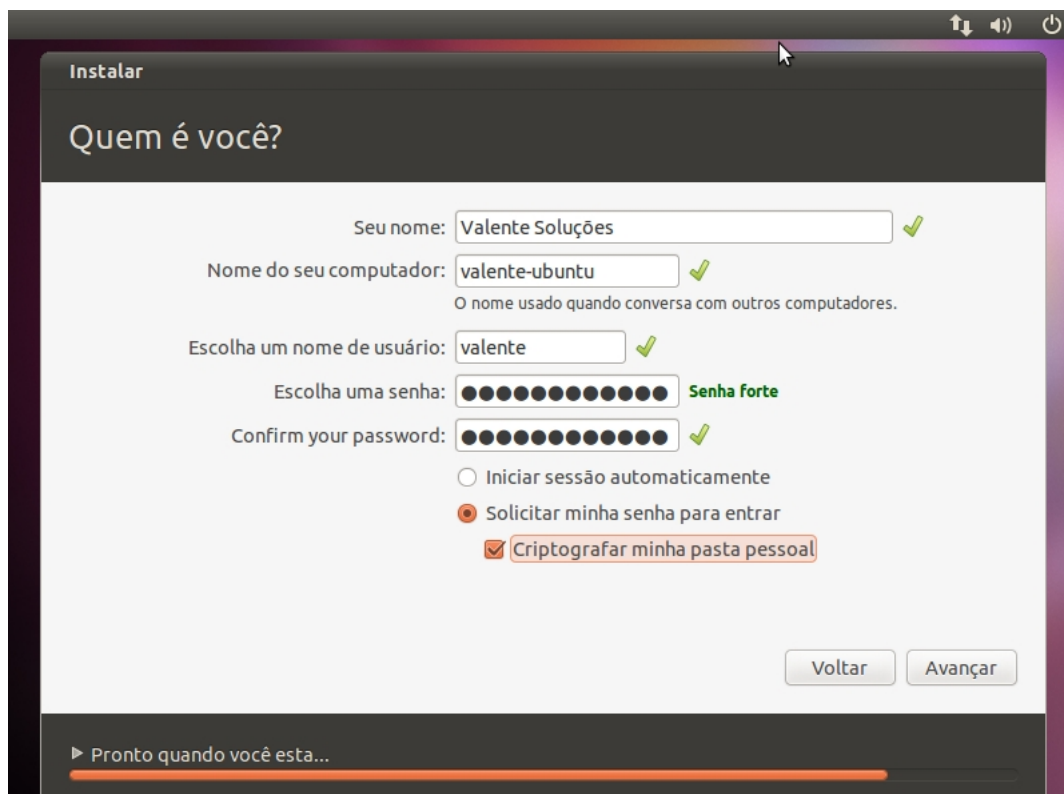 Instalar
Quem é você?
Seu nome: Valente Soluções
Nome do seu computador: valente-ubuntu
O nome usado quando conversa com outros computadores.
Escolha um nome de usuário: valente
Escolha uma senha: ●●●●●●●●●●●● Senha forte
Confirm your password: ●●●●●●●●●●●●
Iniciar sessão automaticamente
Solicitar minha senha para entrar
Criptografar minha pasta pessoal
Voltar Avançar
Pronto quando você esta...